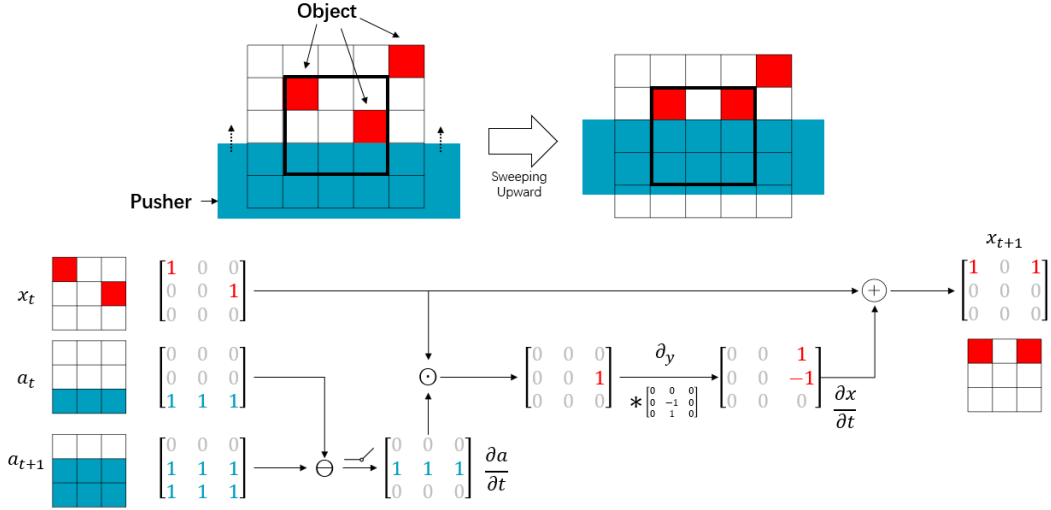 Object
Pusher
Sweeping
Upward
x_{t+1}
x_t
[1 0 0
0 0 1
0 0 0]
[1 0 1
0 0 0
0 0 0]
a_t
[0 0 0
0 0 0
1 1 1]
[0 0 0
0 0 1
0 0 0]
∂_y
∗[0 0 0
0 -1 0
0 1 0]
[0 0 1
0 0 −1
0 0 0]
∂x
∂t
a_{t+1}
[0 0 0
1 1 1
1 1 1]
[0 0 0
1 1 1
0 0 0]
∂a
∂t